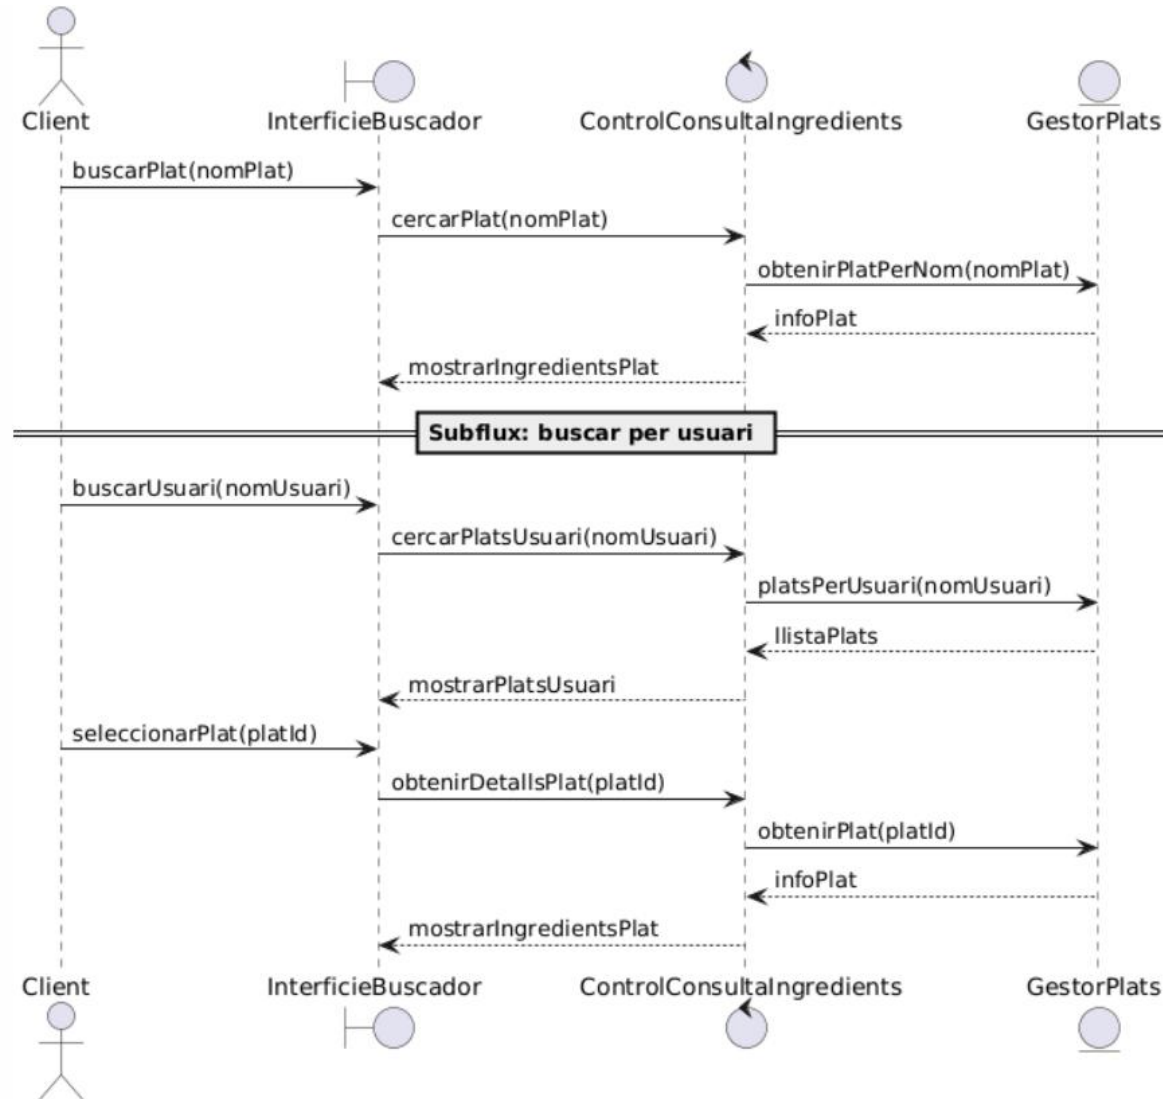 Client
InterficieBuscador
ControlConsultaIngredients
GestorPlats
buscarPlat(nomPlat)
cercarPlat(nomPlat)
obtenirPlatPerNom(nomPlat)
infoPlat
mostrarIngredientsPlat
Subflux: buscar per usuari
buscarUsuari(nomUsuari)
cercarPlatsUsuari(nomUsuari)
platsPerUsuari(nomUsuari)
llistaPlats
mostrarPlatsUsuari
seleccionarPlat(platId)
obtenirDetallsPlat(platId)
obtenirPlat(platId)
infoPlat
mostrarIngredientsPlat
Client
InterficieBuscador
ControlConsultaIngredients
GestorPlats